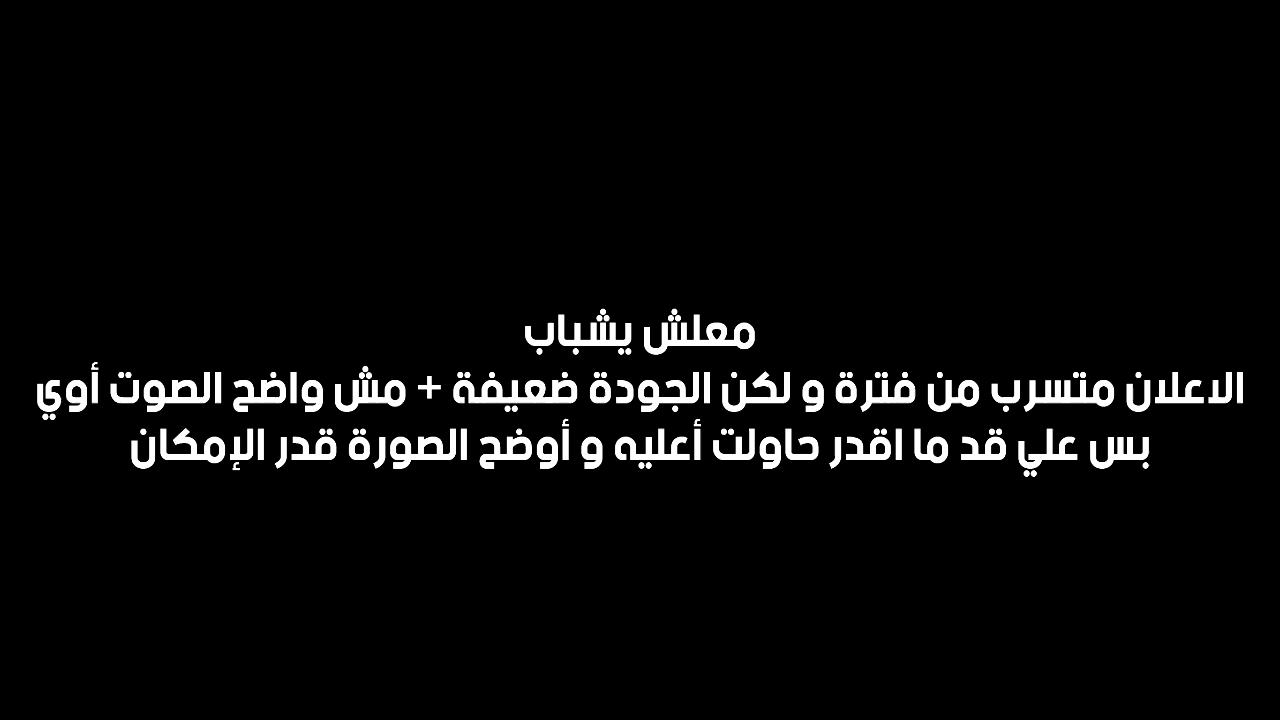 معلش يشباب
الاعلان متسرب من فترة و لكن الجودة ضعيفة + مش واضح الصوت أوي
بس علي قد ما اقدر حاولت أعليه و أوضح الصورة قدر الإمكان